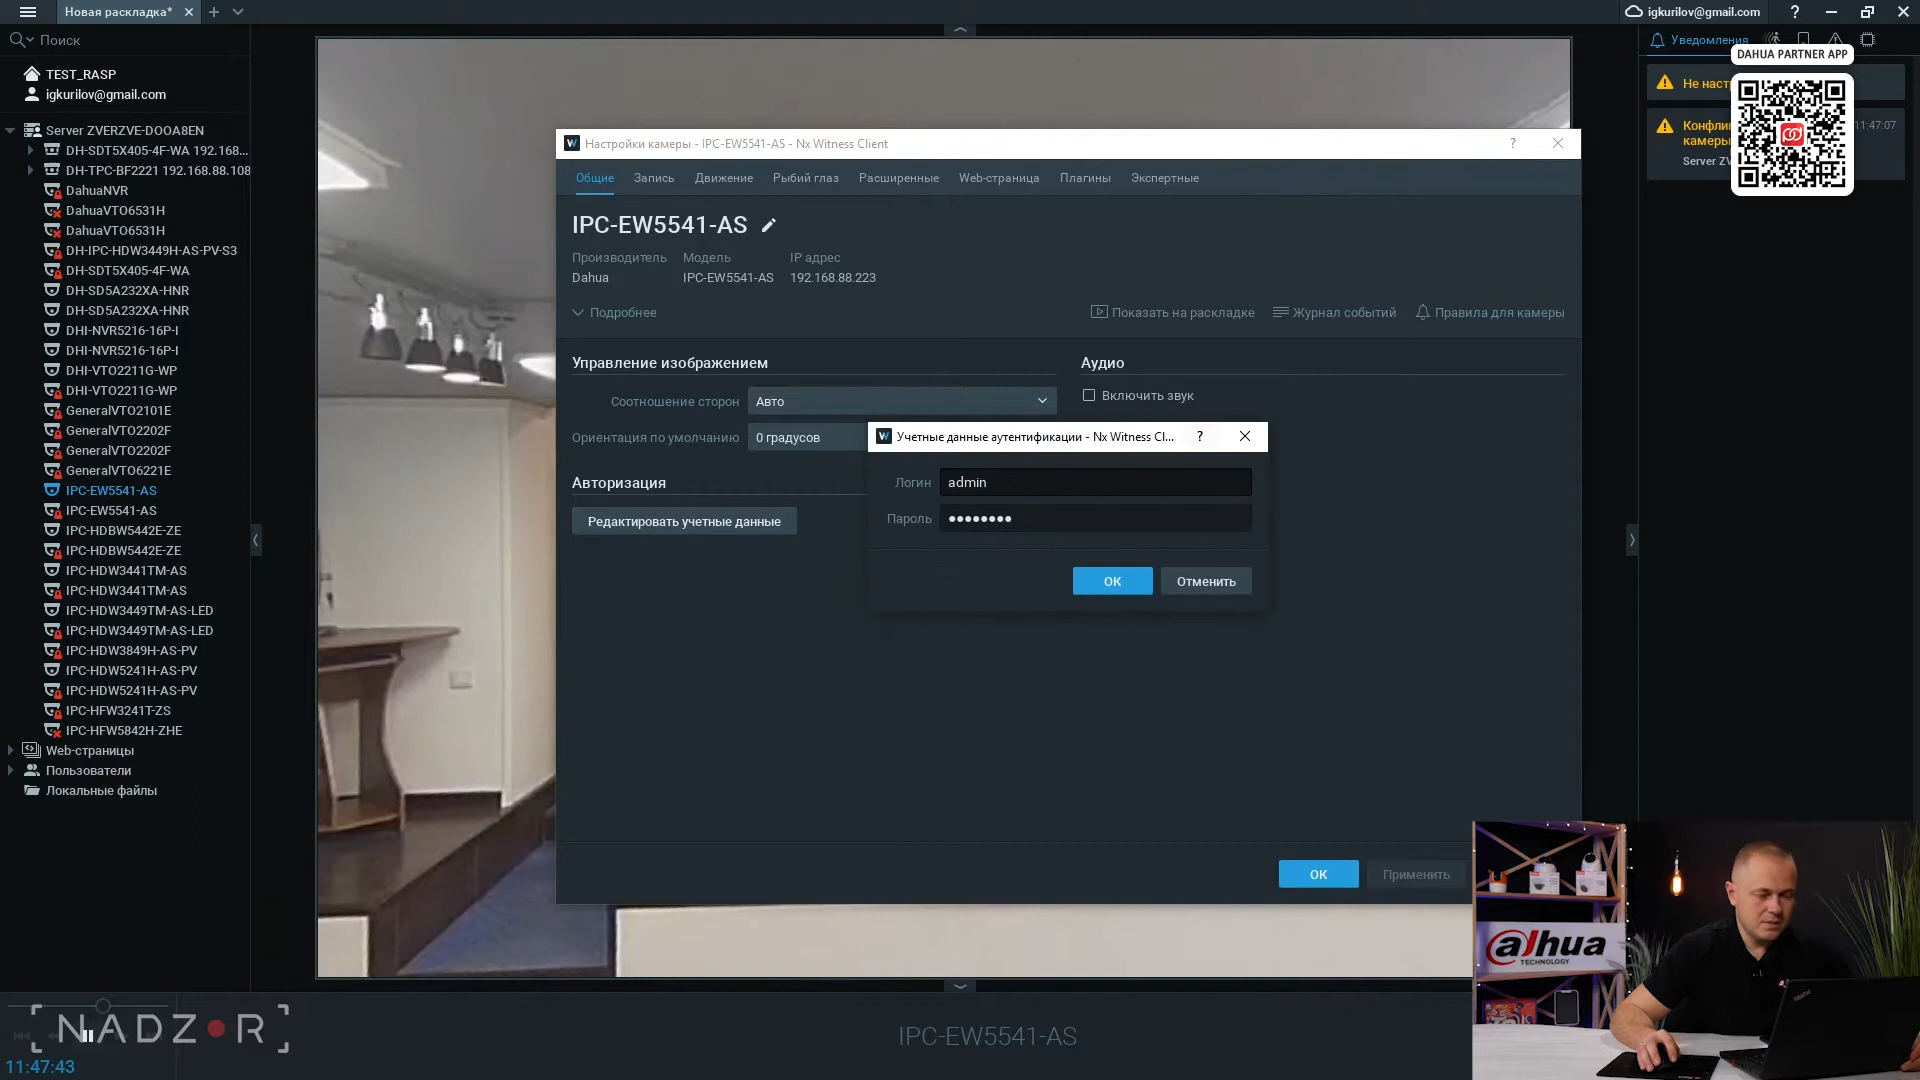 Новая раскладка*
igkurilov@gmail.com
Поиск
TEST_RASP
igkurilov@gmail.com
Server ZVERZVE-DOOA8EN
DH-SDT5X405-4F-WA 192.168...
DH-TPC-BF2221 192.168.88.108
DahuaNVR
DahuaVTO6531H
DahuaVTO6531H
DH-IPC-HDW3449H-AS-PV-S3
DH-SDT5X405-4F-WA
DH-SD5A232XA-HNR
DH-SD5A232XA-HNR
DHI-NVR5216-16P-I
DHI-NVR5216-16P-I
DHI-VTO2211G-WP
DHI-VTO2211G-WP
GeneralVTO2101E
GeneralVTO2202F
GeneralVTO2202F
GeneralVTO6221E
IPC-EW5541-AS
IPC-EW5541-AS
IPC-HDBW5442E-ZE
IPC-HDBW5442E-ZE
IPC-HDW3441TM-AS
IPC-HDW3441TM-AS
IPC-HDW3449TM-AS-LED
IPC-HDW3449TM-AS-LED
IPC-HDW3849H-AS-PV
IPC-HDW5241H-AS-PV
IPC-HDW5241H-AS-PV
IPC-HFW3241T-ZS
IPC-HFW5842H-ZHE
Web-страницы
Пользователи
Локальные файлы
Настройки камеры - IPC-EW5541-AS - Nx Witness Client
Общие Запись Движение Рыбий глаз Расширенные Web-страница Плагины Экспертные
IPC-EW5541-AS
Производитель Модель IP адрес
Dahua IPC-EW5541-AS 192.168.88.223
Подробнее
Показать на раскладке Журнал событий Правила для камеры
Управление изображением
Соотношение сторон Авто
Ориентация по умолчанию 0 градусов
Аудио
Включить звук
Авторизация
Редактировать учетные данные
Учетные данные аутентификации - Nx Witness Cl...
Логин admin
Пароль ●●●●●●●●
ОК Отменить
ОК Применить
Уведомления
DAHUA PARTNER APP
Не наст
Конфли
11:47:07
камеры
Server ZV
NADZOR
11:47:43
IPC-EW5541-AS
alhua
TECHNOLOGY